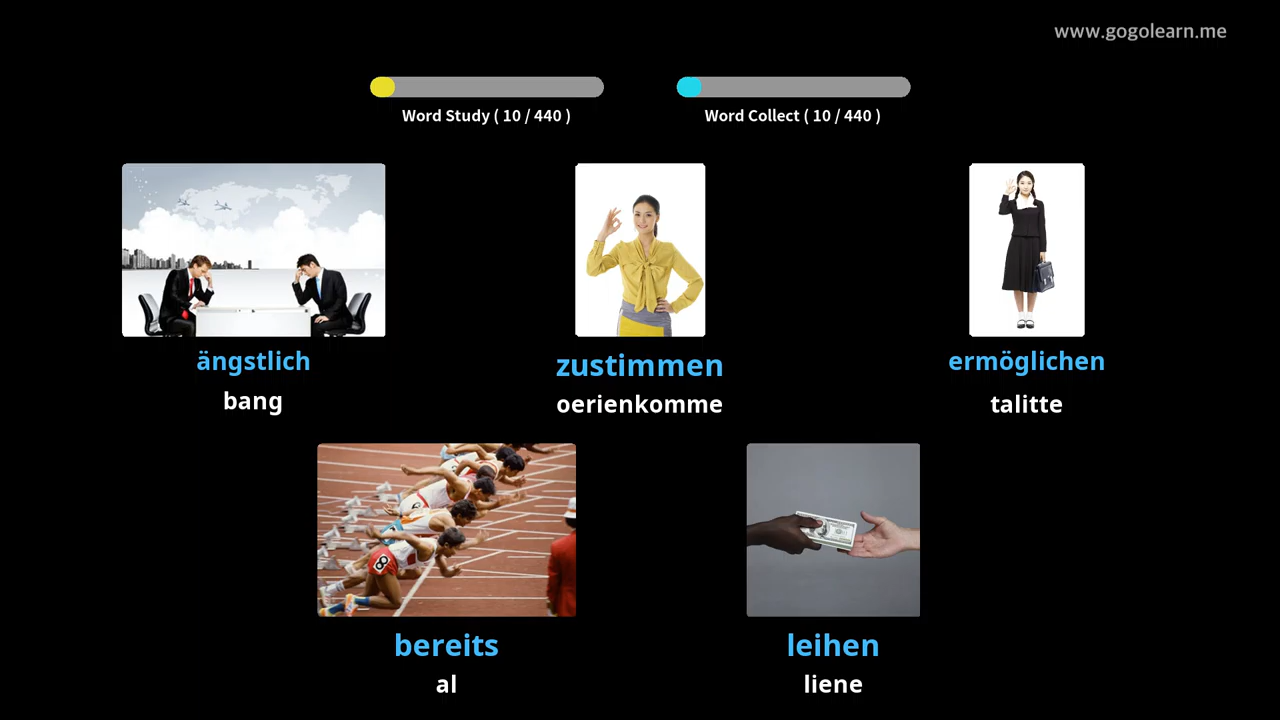 www.gogolearn.me
Word Study ( 10 / 440 )
Word Collect ( 10 / 440 )
ängstlich
bang
zustimmen
oerienkomme
ermöglichen
talitte
bereits
al
leihen
liene